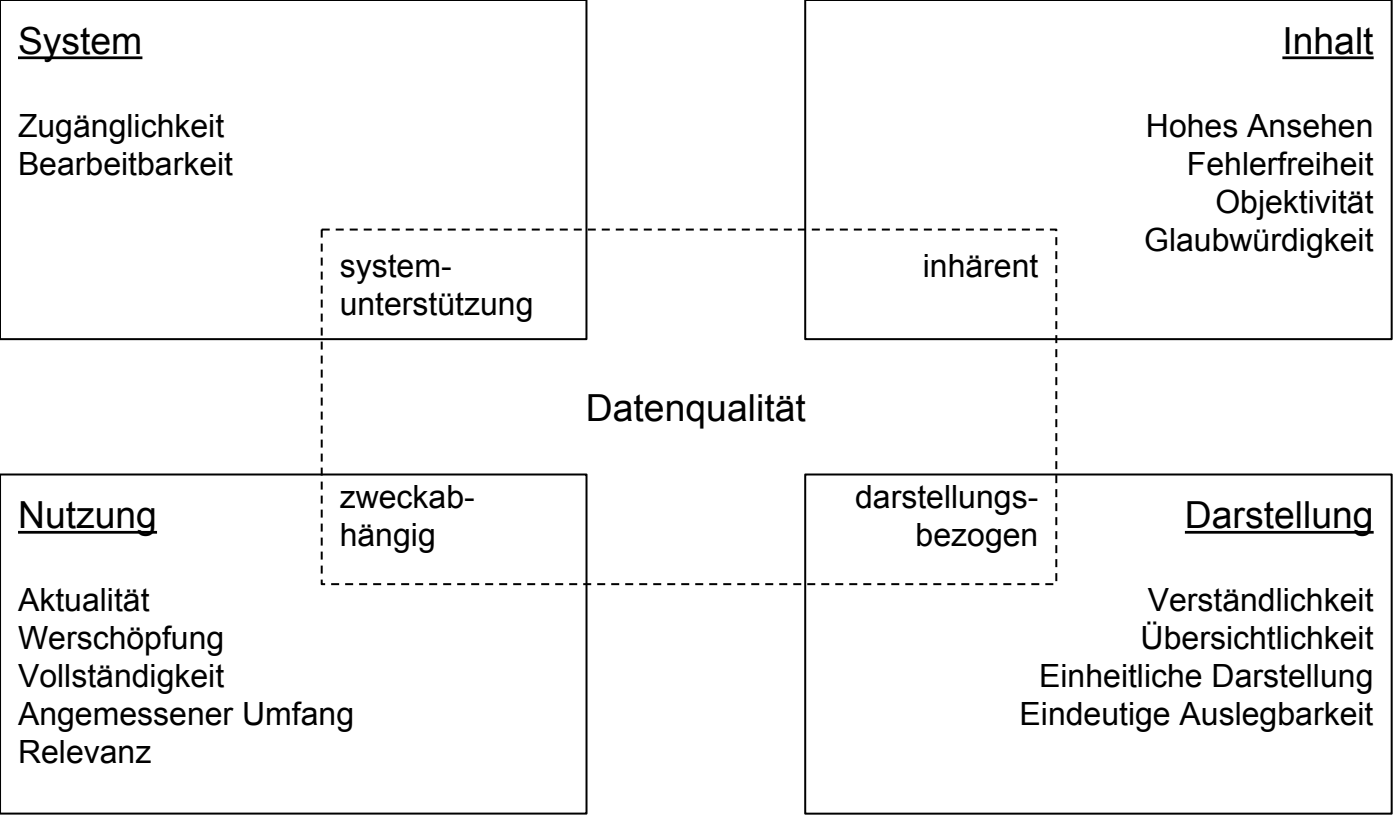 System
Zugänglichkeit
Bearbeitbarkeit
system-
unterstützung
Inhalt
Hohes Ansehen
Fehlerfreiheit
Objektivität
Glaubwürdigkeit
inhärent
Datenqualität
Nutzung
zweckab-
hängig
Aktualität
Werschöpfung
Vollständigkeit
Angemessener Umfang
Relevanz
darstellungs-
bezogen
Darstellung
Verständlichkeit
Übersichtlichkeit
Einheitliche Darstellung
Eindeutige Auslegbarkeit